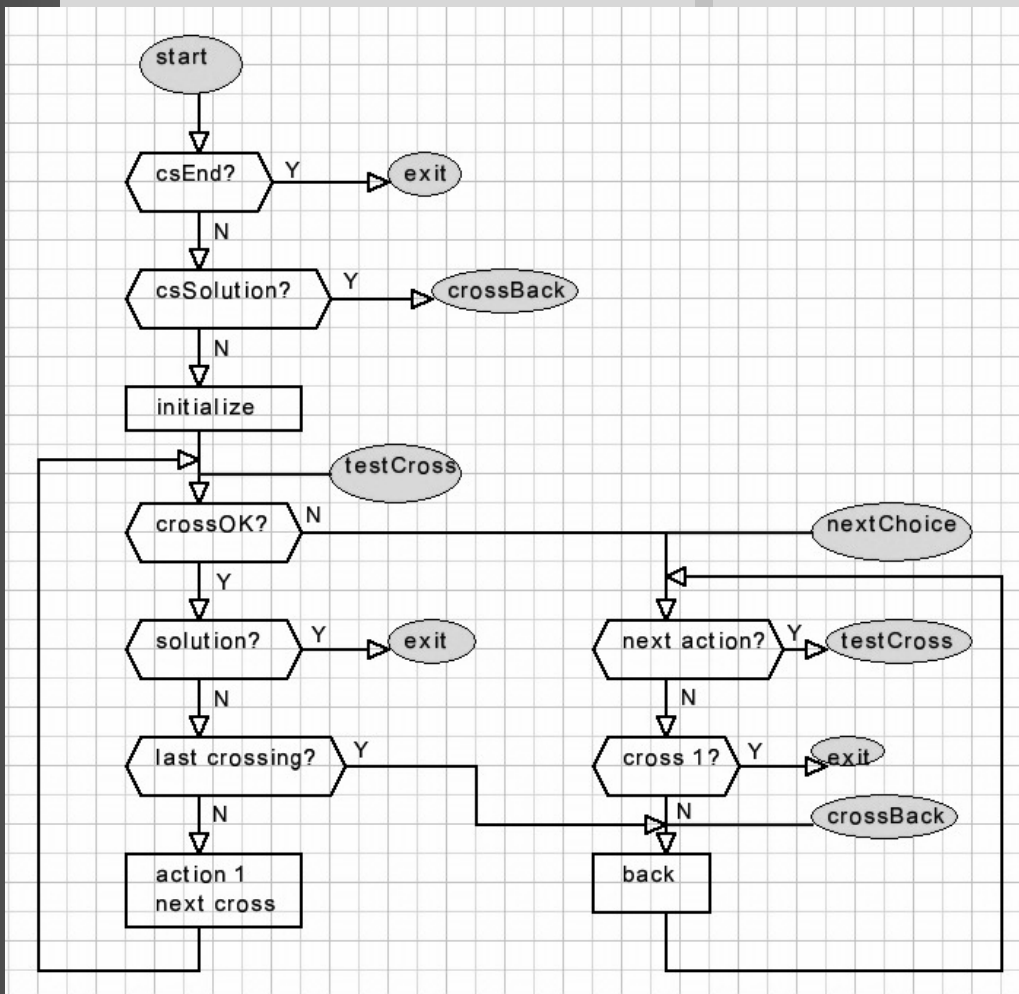 start
csEnd?
Y
exit
N
csSolution?
Y
crossBack
N
initialize
testCross
crossOK?
N
nextChoice
Y
solution?
Y
exit
next action?
Y
testCross
N
N
last crossing?
Y
cross 1?
Y
exit
N
N
crossBack
action 1
next cross
back